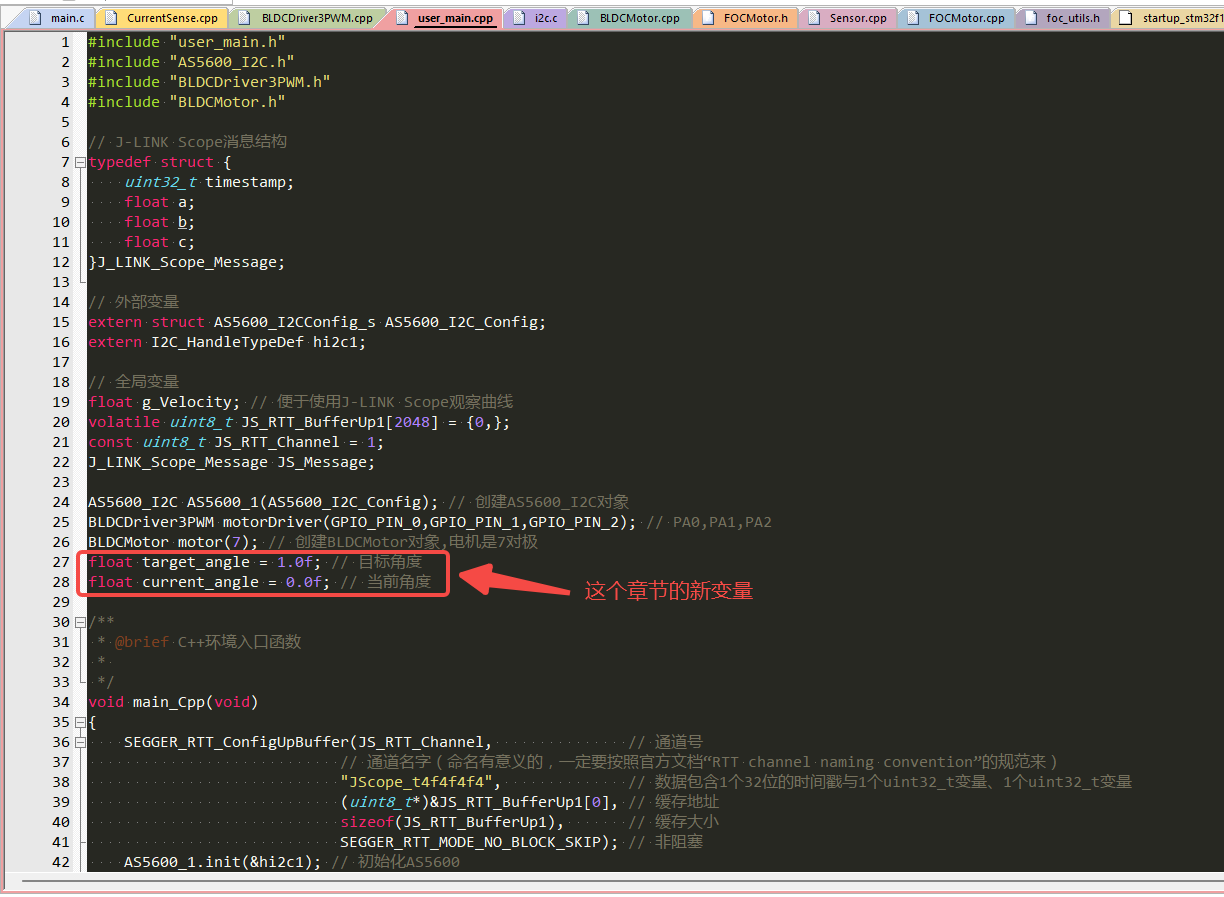 main.c CurrentSense.cpp BLDCDriver3PWM.cpp user_main.cpp i2c.c BLDCMotor.cpp FOCMotor.h Sensor.cpp FOCMotor.cpp foc_utils.h startup_stm32f1
1 #include "user_main.h"
2 #include "AS5600_I2C.h"
3 #include "BLDCDriver3PWM.h"
4 #include "BLDCMotor.h"
5
6 // J-LINK Scope消息结构
7 typedef struct {
8 uint32_t timestamp;
9 float a;
10 float b;
11 float c;
12 }J_LINK_Scope_Message;
13
14 // 外部变量
15 extern struct AS5600_I2CConfig_s AS5600_I2C_Config;
16 extern I2C_HandleTypeDef hi2c1;
17
18 // 全局变量
19 float g_Velocity; // 便于使用J-LINK Scope观察曲线
20 volatile uint8_t JS_RTT_BufferUp1[2048] = {0,};
21 const uint8_t JS_RTT_Channel = 1;
22 J_LINK_Scope_Message JS_Message;
23
24 AS5600_I2C AS5600_1(AS5600_I2C_Config); // 创建AS5600_I2C对象
25 BLDCDriver3PWM motorDriver(GPIO_PIN_0,GPIO_PIN_1,GPIO_PIN_2); // PA0,PA1,PA2
26 BLDCMotor motor(7); // 创建BLDCMotor对象,电机是7对极
27 float target_angle = 1.0f; // 目标角度
28 float current_angle = 0.0f; // 当前角度
这个章节的新变量
29
30 /**
31 * @brief C++环境入口函数
32 *
33 */
34 void main_Cpp(void)
35 {
36 SEGGER_RTT_ConfigUpBuffer(JS_RTT_Channel, // 通道号
37 // 通道名字（命名有意义的，一定要按照官方文档“RTT channel naming convention”的规范来）
38 "JScope_t4f4f4f4", // 数据包含1个32位的时间戳与1个uint32_t变量、1个uint32_t变量
39 (uint8_t*)&JS_RTT_BufferUp1[0], // 缓存地址
40 sizeof(JS_RTT_BufferUp1), // 缓存大小
41 SEGGER_RTT_MODE_NO_BLOCK_SKIP); // 非阻塞
42 AS5600_1.init(&hi2c1); // 初始化AS5600